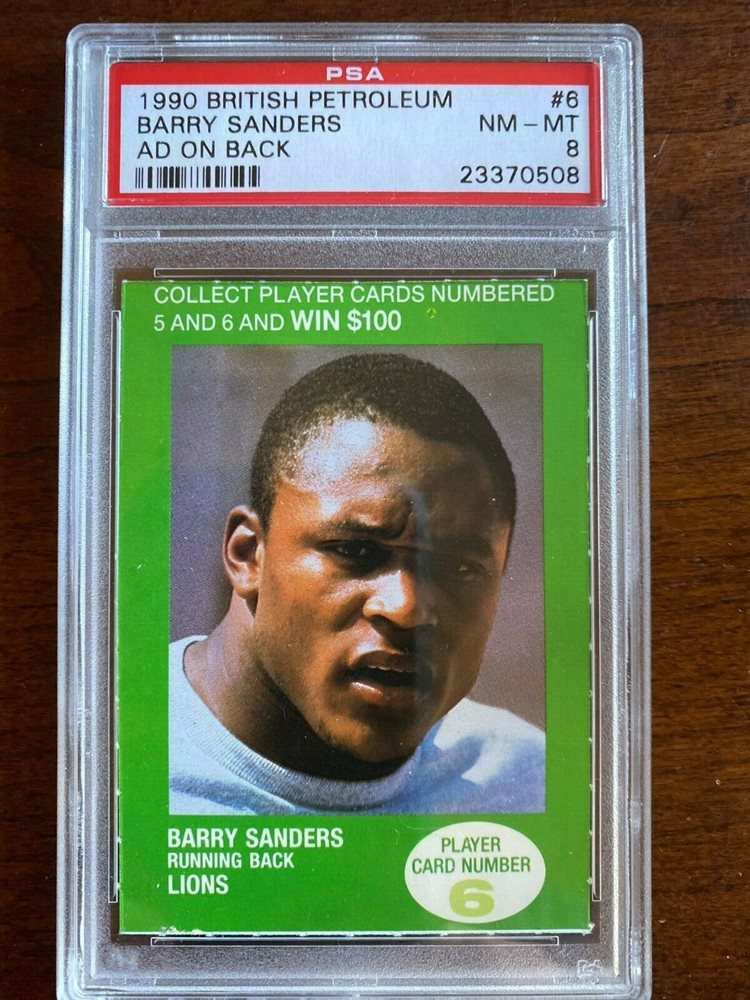 PSA
1990 BRITISH PETROLEUM #6
BARRY SANDERS NM - MT
AD ON BACK 8
23370508
COLLECT PLAYER CARDS NUMBERED
5 AND 6 AND WIN $100
BARRY SANDERS
RUNNING BACK
LIONS
PLAYER
CARD NUMBER
6